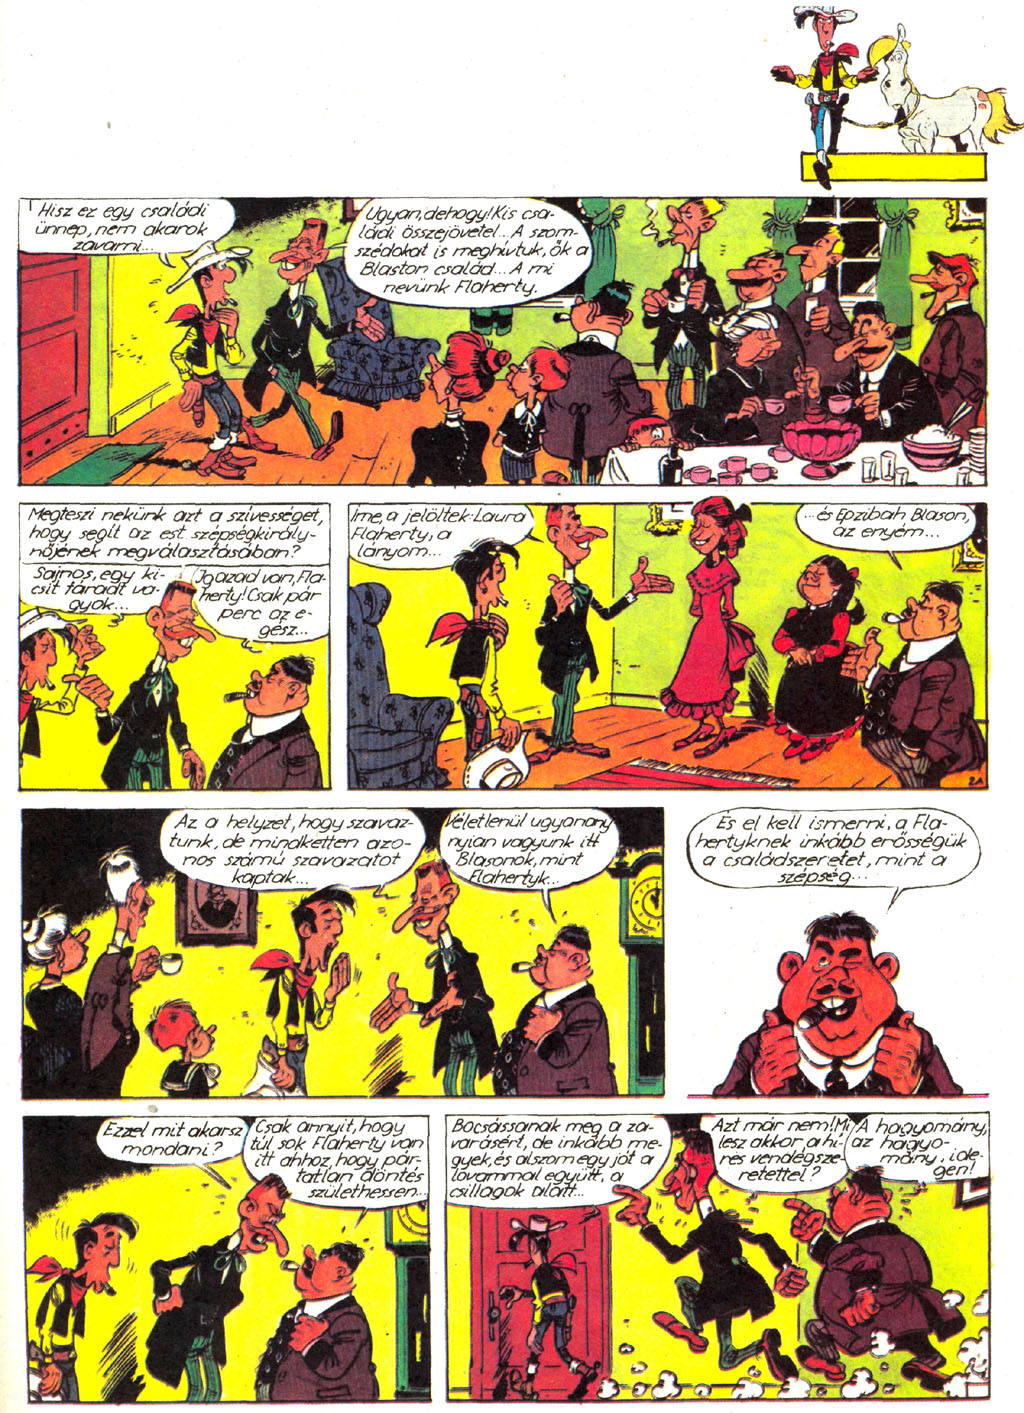 Hisz ez egy családi
ünnep, nem akarok
zavarni...
Ugyan, dehogy! Kis csa-
ládi összejövetel... A szom-
szédokat is meghívtuk, ők a
Blaston család... A mi
nevünk Flaherty.
Megteszi nekünk azt a szívességet,
hogy segít az est szépségkirály-
nőjének megválasztásában?
Sajnos, egy ki-
csit fáradt va-
gyok...
Igazad van, Fla-
herty! Csak pár
perc az e-
gész...
Íme, a jelöltek: Laura
Flaherty, a
lányom...
...és Epzibah Blason,
az enyém...
2A
Az a helyzet, hogy szavaz-
tunk, de mindketten azo-
nos számú szavazatot
kaptak...
Véletlenül ugyanany-
nyian vagyunk itt
Blasonok, mint
Flahertyk...
És el kell ismerni, a Fla-
hertyknek inkább erősségük
a családszeretet, mint a
szépség...
Ezzel mit akarsz
mondani?
Csak annyit, hogy
túl sok Flaherty van
itt ahhoz, hogy pár-
tatlan döntés
születhessen...
Bocsássanak meg a za-
varásért, de inkább me-
gyek, és alszom egy jót a
lovammal együtt, a
csillagok alatt...
Azt már nem! Mi
lesz akkor a hí-
res vendégsze-
retettel?
A hagyomány,
az hagyo-
mány, ide-
gen!